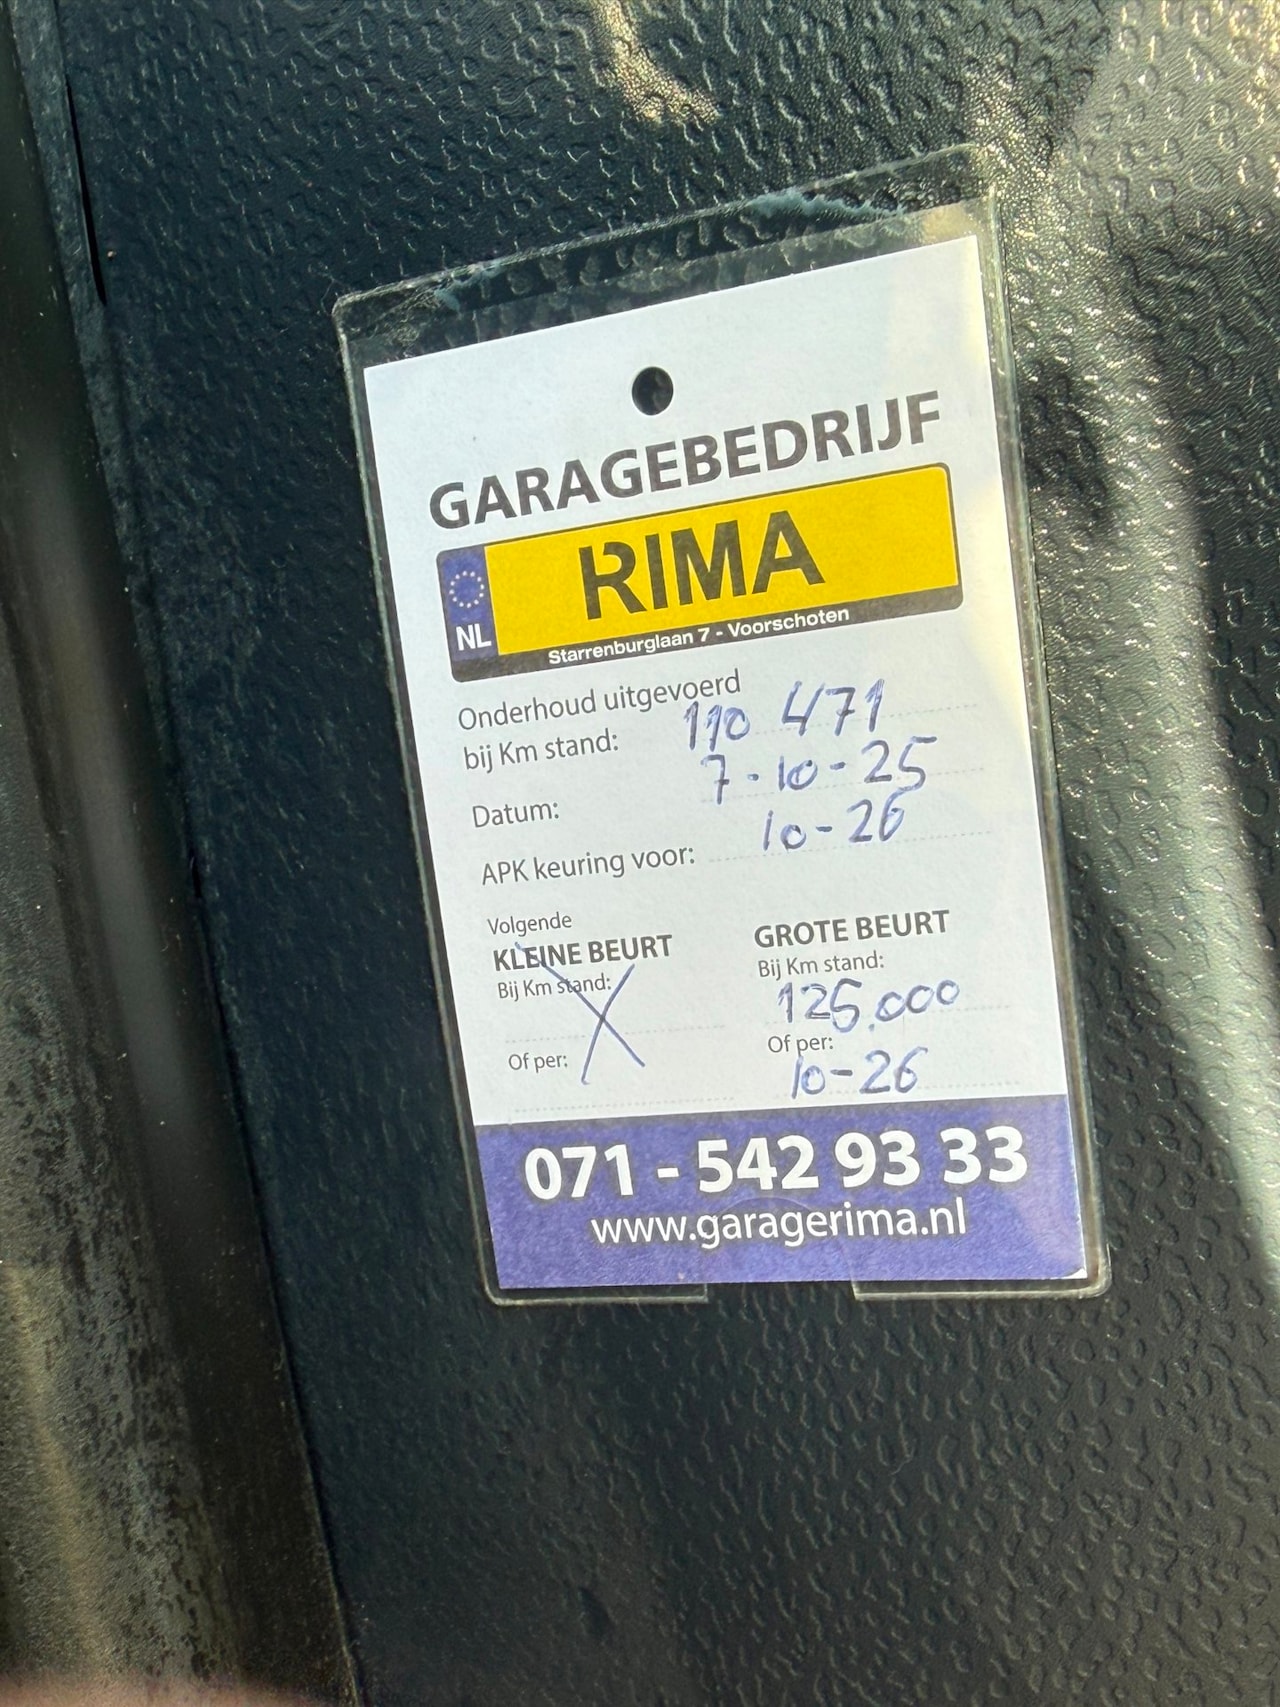 GARAGEBEDRIJF
RIMA
NL
Starrenburglaan 7 - Voorschoten
Onderhoud uitgevoerd
bij Km stand: 110 471
Datum: 7-10-25
APK keuring voor: 10-26
Volgende
KLEINE BEURT
Bij Km stand:
Of per:
GROTE BEURT
Bij Km stand:
125.000
Of per:
10-26
071 - 542 93 33
www.garagerima.nl